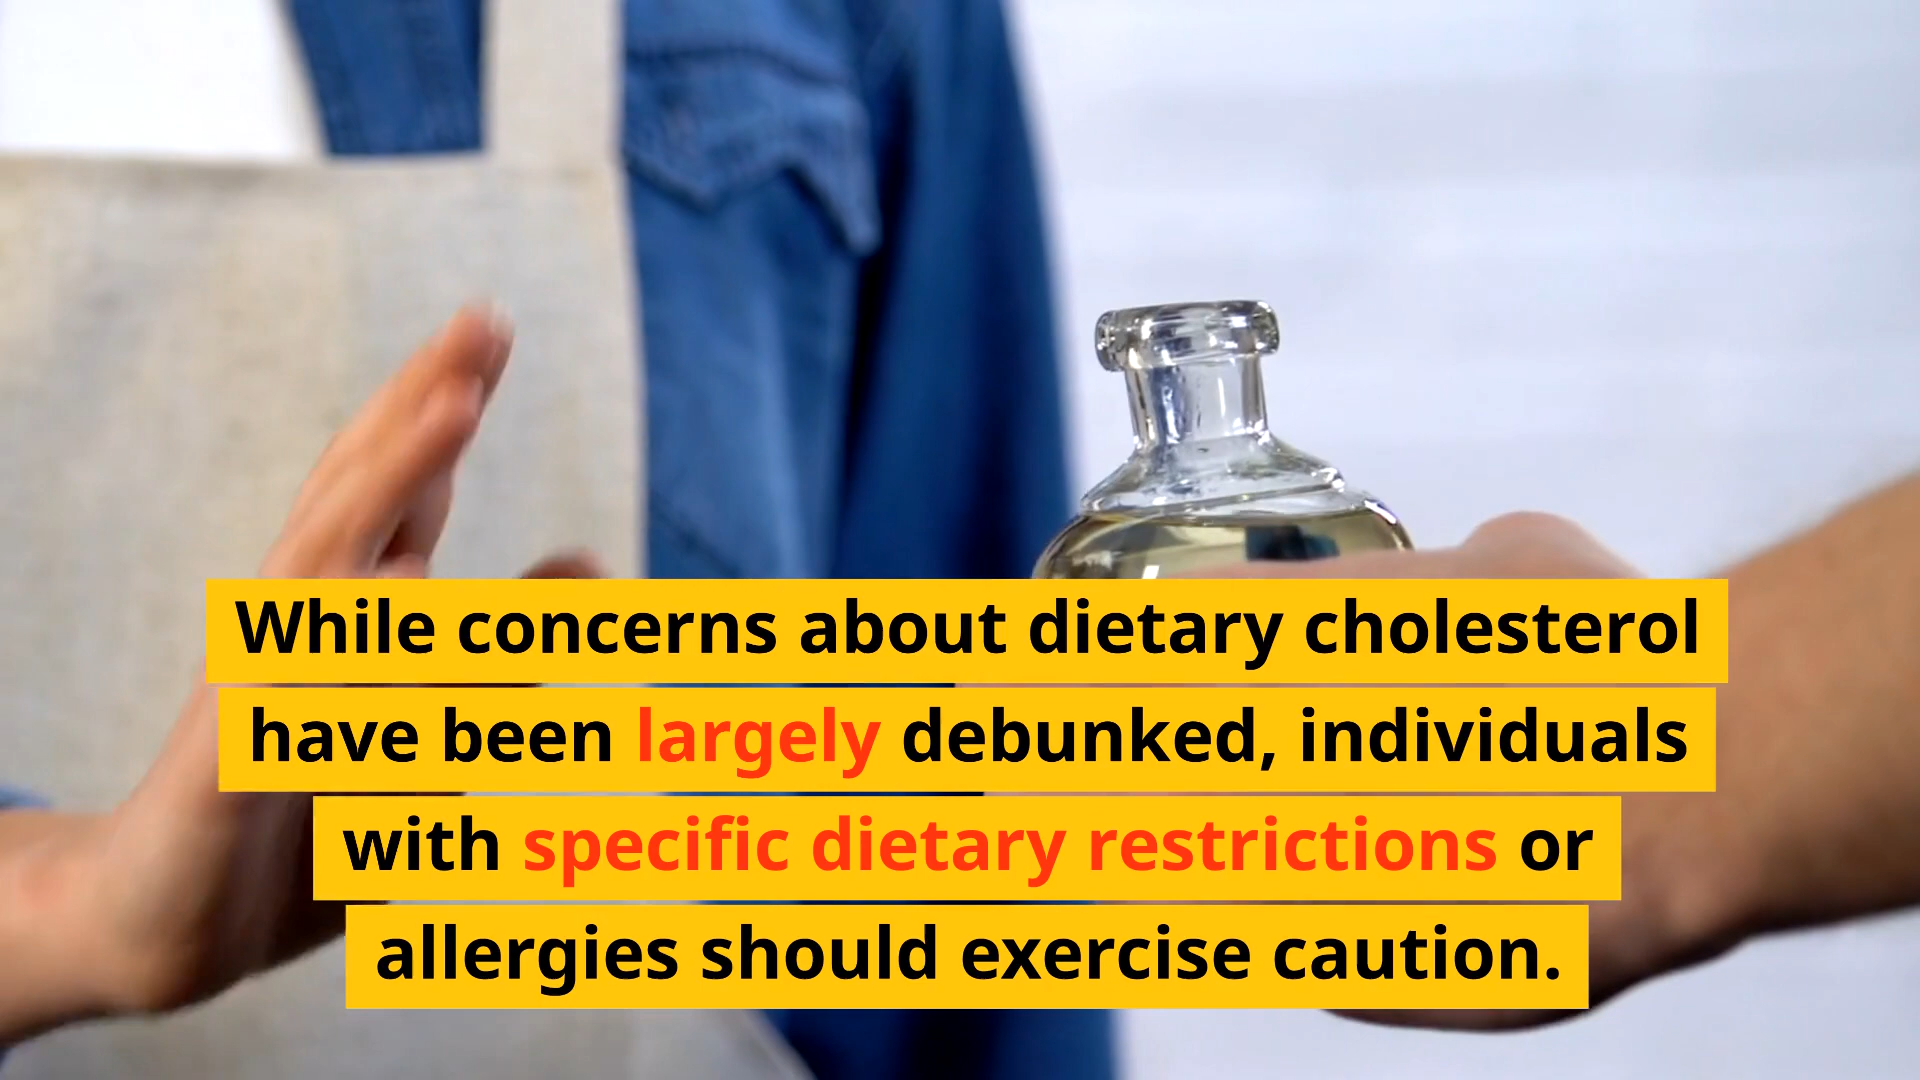 While concerns about dietary cholesterol
have been largely debunked, individuals
with specific dietary restrictions or
allergies should exercise caution.